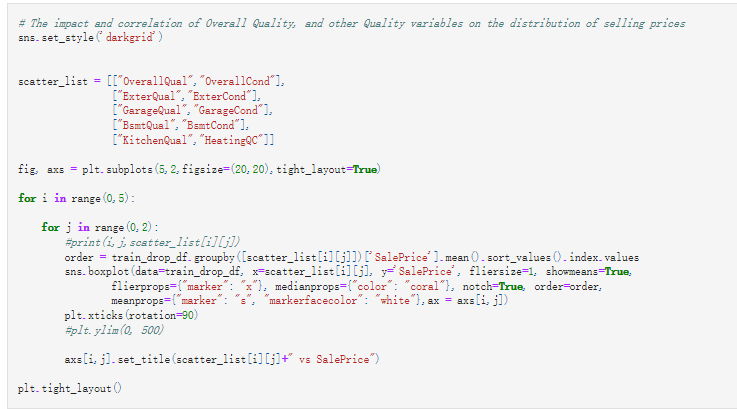 # The impact and correlation of Overall Quality, and other Quality variables on the distribution of selling prices
sns.set_style('darkgrid')
scatter_list = [["OverallQual","OverallCond"],
["ExterQual","ExterCond"],
["GarageQual","GarageCond"],
["BsmtQual","BsmtCond"],
["KitchenQual","HeatingQC"]]
fig, axs = plt.subplots(5,2,figsize=(20,20),tight_layout=True)
for i in range(0,5):
for j in range(0,2):
#print(i,j,scatter_list[i][j])
order = train_drop_df.groupby([scatter_list[i][j]])['SalePrice'].mean().sort_values().index.values
sns.boxplot(data=train_drop_df, x=scatter_list[i][j], y='SalePrice', fliersize=1, showmeans=True,
flierprops={"marker": "x"}, medianprops={"color": "coral"}, notch=True, order=order,
meanprops={"marker": "s", "markerfacecolor": "white"},ax = axs[i,j])
plt.xticks(rotation=90)
#plt.ylim(0, 500)
axs[i,j].set_title(scatter_list[i][j]+" vs SalePrice")
plt.tight_layout()